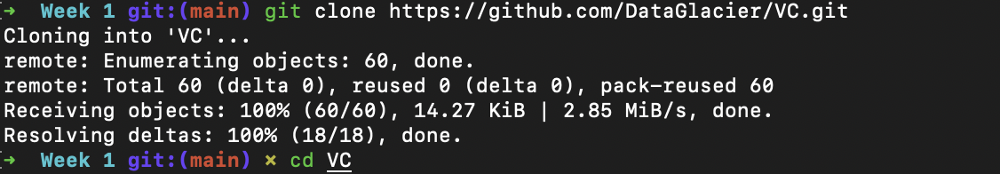 ➜  Week 1 git:(main) git clone https://github.com/DataGlacier/VC.git
Cloning into 'VC'...
remote: Enumerating objects: 60, done.
remote: Total 60 (delta 0), reused 0 (delta 0), pack-reused 60
Receiving objects: 100% (60/60), 14.27 KiB | 2.85 MiB/s, done.
Resolving deltas: 100% (18/18), done.
➜  Week 1 git:(main) ✗ cd VC